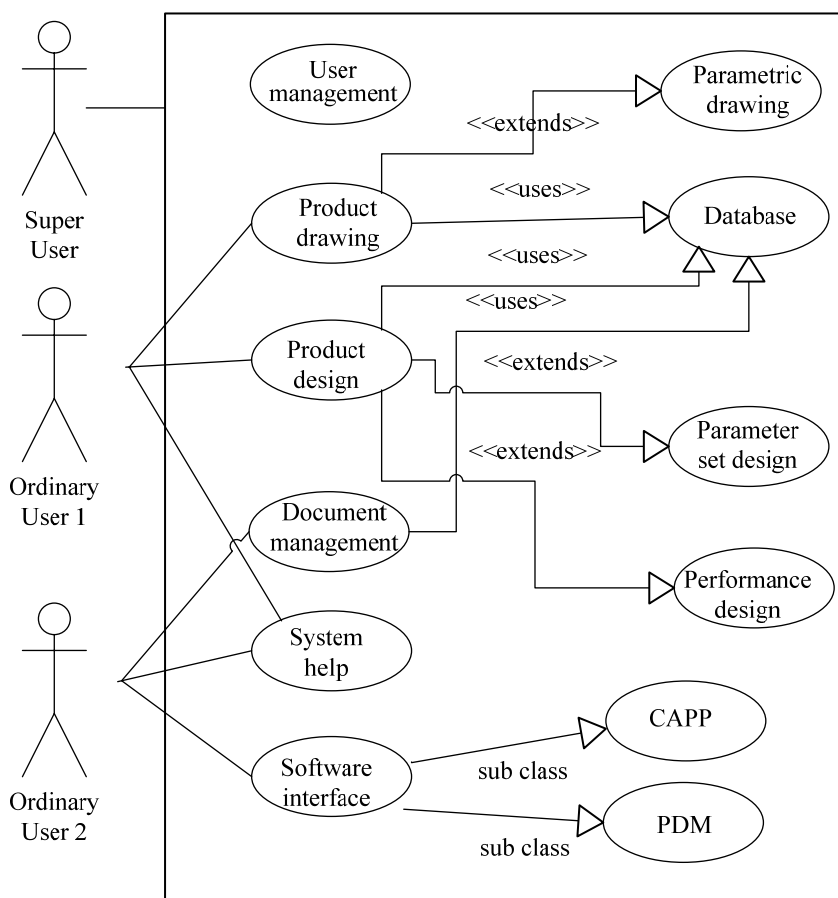 User
management
Parametric
drawing
<<extends>>
Super
User
Product
drawing
<<uses>>
Database
<<uses>>
<<uses>>
Ordinary
User 1
Product
design
<<extends>>
Parameter
set design
<<extends>>
Document
management
Performance
design
System
help
Ordinary
User 2
Software
interface
CAPP
sub class
PDM
sub class